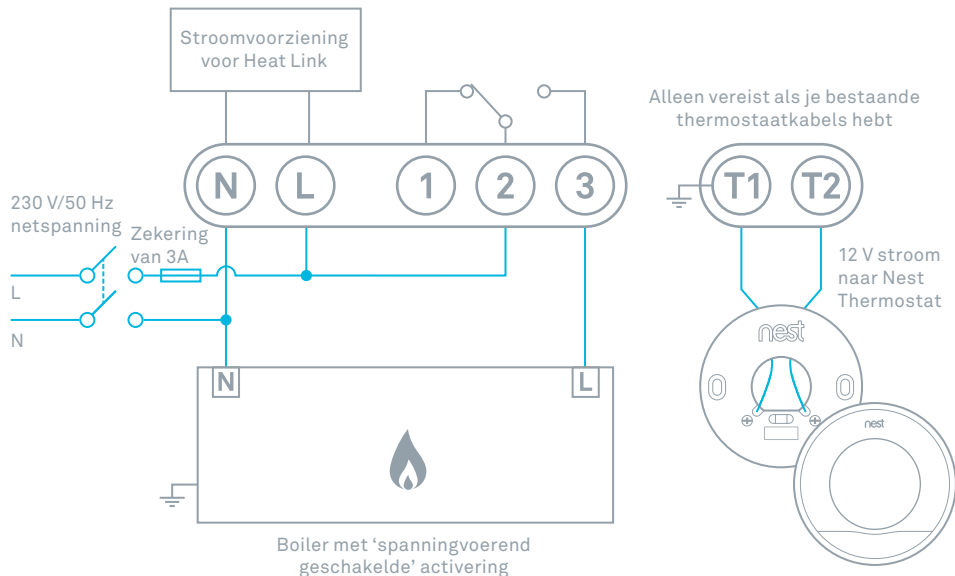 Stroomvoorziening
voor Heat Link
Alleen vereist als je bestaande
thermostaatkabels hebt
N
L
1
2
3
T1
T2
230 V/50 Hz
netspanning
Zekering
van 3A
L
N
12 V stroom
naar Nest
Thermostat
nest
N
L
nest
Boiler met ‘spanningvoerend
geschakelde’ activering